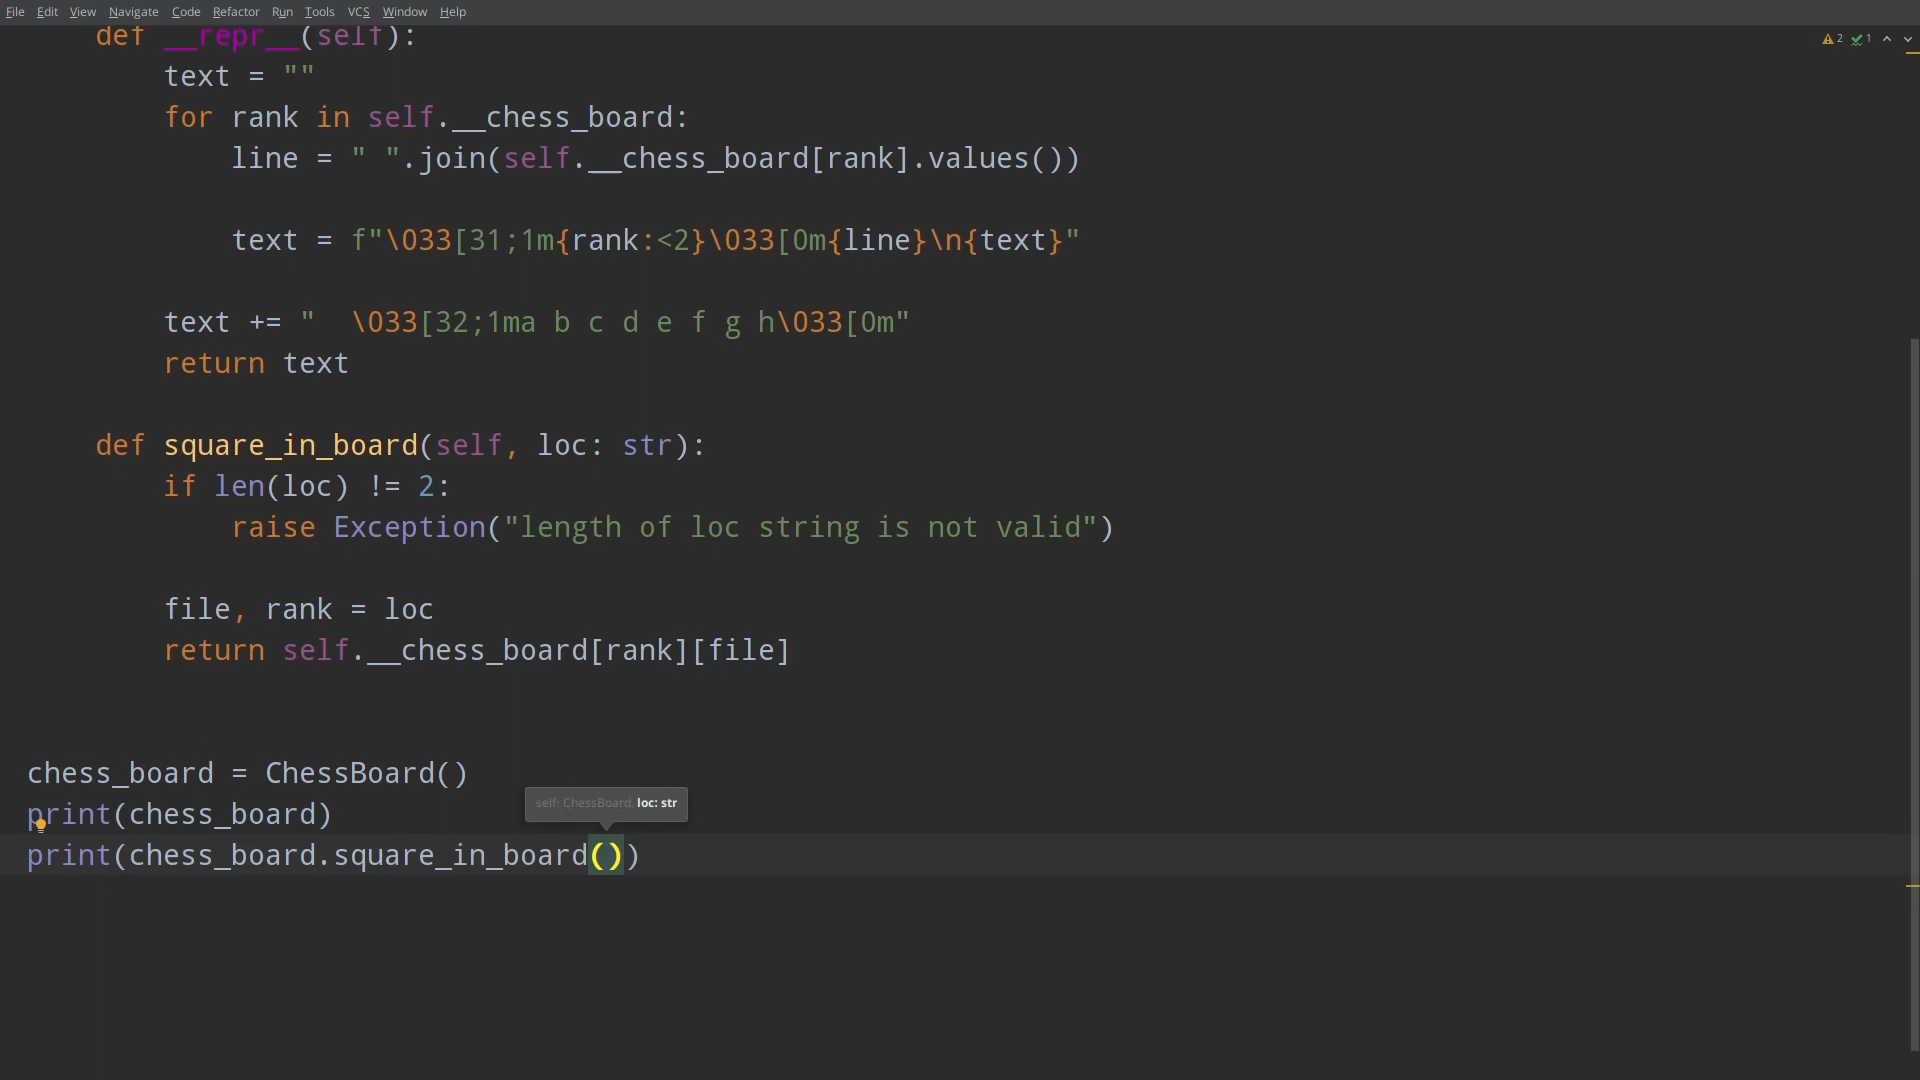 File Edit View Navigate Code Refactor Run Tools VCS Window Help
def __repr__(self):
2 1
text = ""
for rank in self.__chess_board:
line = " ".join(self.__chess_board[rank].values())
text = f"\033[31;1m{rank:<2}\033[0m{line}\n{text}"
text += "  \033[32;1ma b c d e f g h\033[0m"
return text
def square_in_board(self, loc: str):
if len(loc) != 2:
raise Exception("length of loc string is not valid")
file, rank = loc
return self.__chess_board[rank][file]
chess_board = ChessBoard()
self: ChessBoard, loc: str
print(chess_board)
print(chess_board.square_in_board())